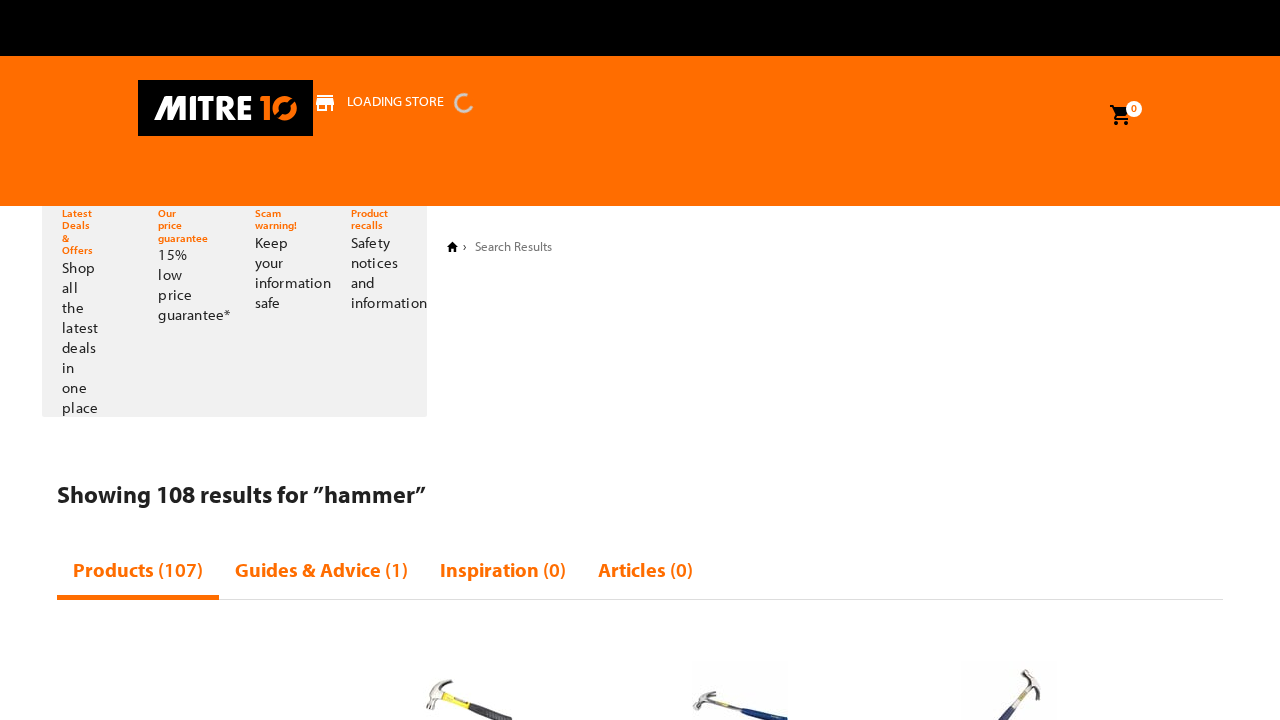 MITRE 10
LOADING STORE
0
Latest
Deals
&
Offers
Shop
all
the
latest
deals
in
one
place
Our
price
guarantee
15%
low
price
guarantee*
Scam
warning!
Keep
your
information
safe
Product
recalls
Safety
notices
and
information
› Search Results
Showing 108 results for ”hammer”
Products (107) Guides & Advice (1) Inspiration (0) Articles (0)